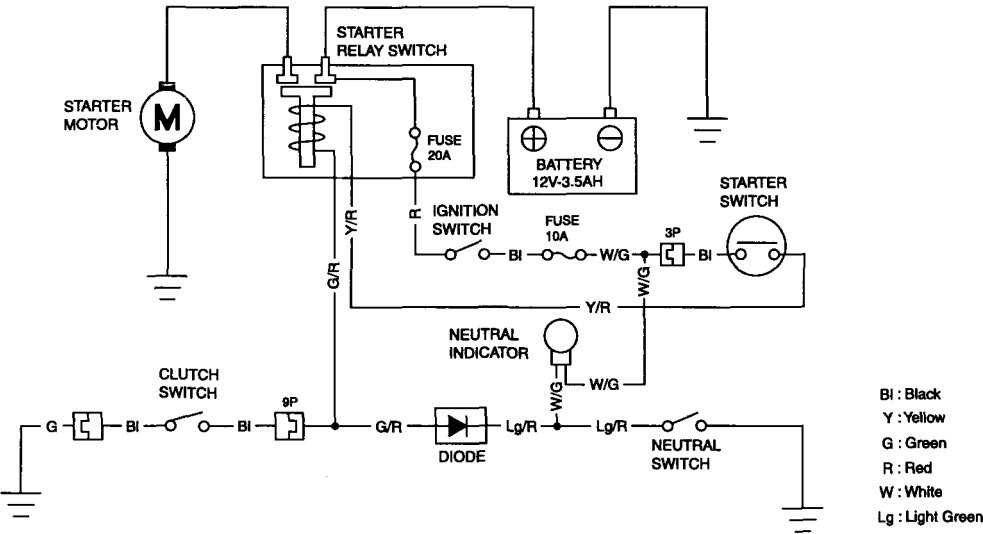 STARTER
RELAY SWITCH
STARTER
MOTOR
M
FUSE
20A
BATTERY
12V-3.5AH
STARTER
SWITCH
R
IGNITION
SWITCH
FUSE
10A
Y/R
3P
Bl
W/G
Bl
G/R
W/G
Y/R
NEUTRAL
INDICATOR
W/G
W/G
CLUTCH
SWITCH
9P
G
Bl
Bl
G/R
Lg/R
Lg/R
DIODE
NEUTRAL
SWITCH
Bl : Black
Y : Yellow
G : Green
R : Red
W : White
Lg : Light Green